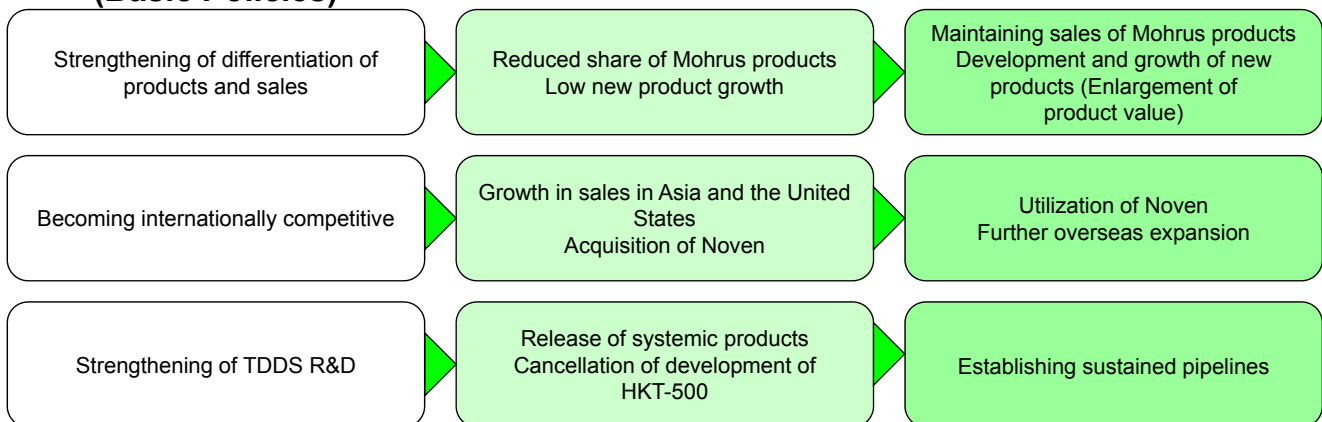 (Basic Policies)
Strengthening of differentiation of
products and sales
Reduced share of Mohrus products
Low new product growth
Maintaining sales of Mohrus products
Development and growth of new
products (Enlargement of
product value)
Becoming internationally competitive
Growth in sales in Asia and the United
States
Acquisition of Noven
Utilization of Noven
Further overseas expansion
Strengthening of TDDS R&D
Release of systemic products
Cancellation of development of
HKT-500
Establishing sustained pipelines